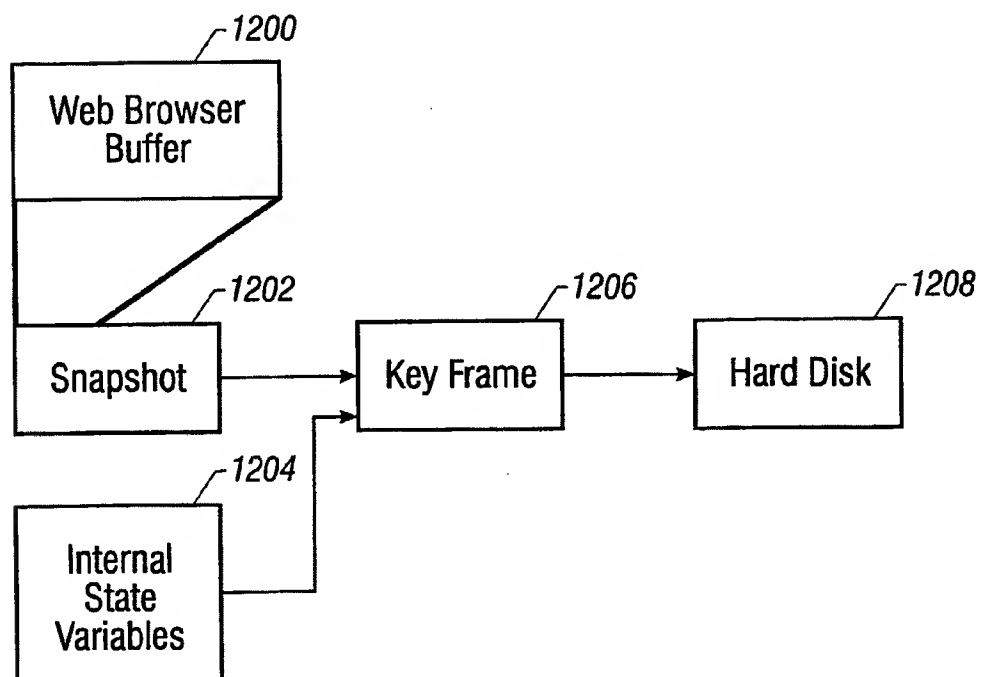 1200
Web Browser
Buffer
1202
Snapshot
1206
Key Frame
1208
Hard Disk
1204
Internal
State
Variables